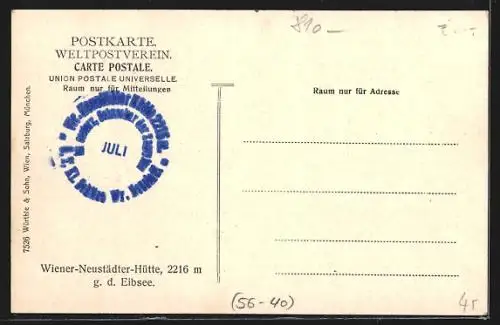 810.—
POSTKARTE.
WELTPOSTVEREIN.
CARTE POSTALE.
UNION POSTALE UNIVERSELLE.
Raum nur für Mitteilungen
Raum nur für Adresse
JULI
7526 Würthle & Sohn, Wien, Salzburg, München.
Wiener-Neustädter-Hütte, 2216 m
g. d. Eibsee.
(56-40)